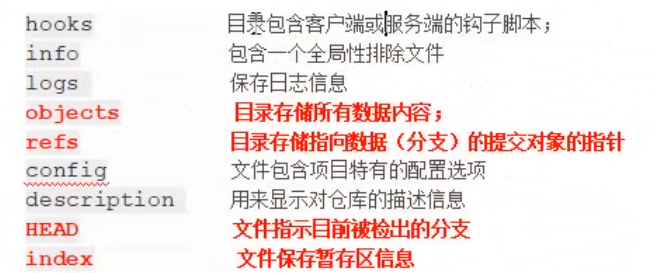 hooks 目录包含客户端或服务端的钩子脚本；
info 包含一个全局性排除文件
logs 保存日志信息
objects 目录存储所有数据内容；
refs 目录存储指向数据（分支）的提交对象的指针
config 文件包含项目特有的配置选项
description 用来显示对仓库的描述信息
HEAD 文件指示目前被检出的分支
index 文件保存暂存区信息